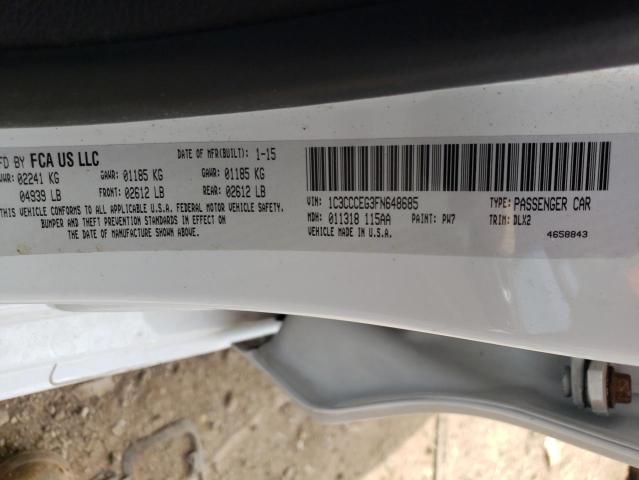 FD BY FCA US LLC DATE OF MFR(BUILT): 1-15
WR: 02241 KG GAWR: 01185 KG GAWR: 01185 KG
04939 LB FRONT: 02612 LB REAR: 02612 LB
THIS VEHICLE CONFORMS TO ALL APPLICABLE U.S.A. FEDERAL MOTOR VEHICLE SAFETY,
BUMPER AND THEFT PREVENTION STANDARDS IN EFFECT ON
THE DATE OF MANUFACTURE SHOWN ABOVE.
VIN: 1C3CCCEG3FN648685 TYPE: PASSENGER CAR
MDH: 011318 115AA PAINT: PW7 TRIM: DLX2
VEHICLE MADE IN U.S.A. 4658843